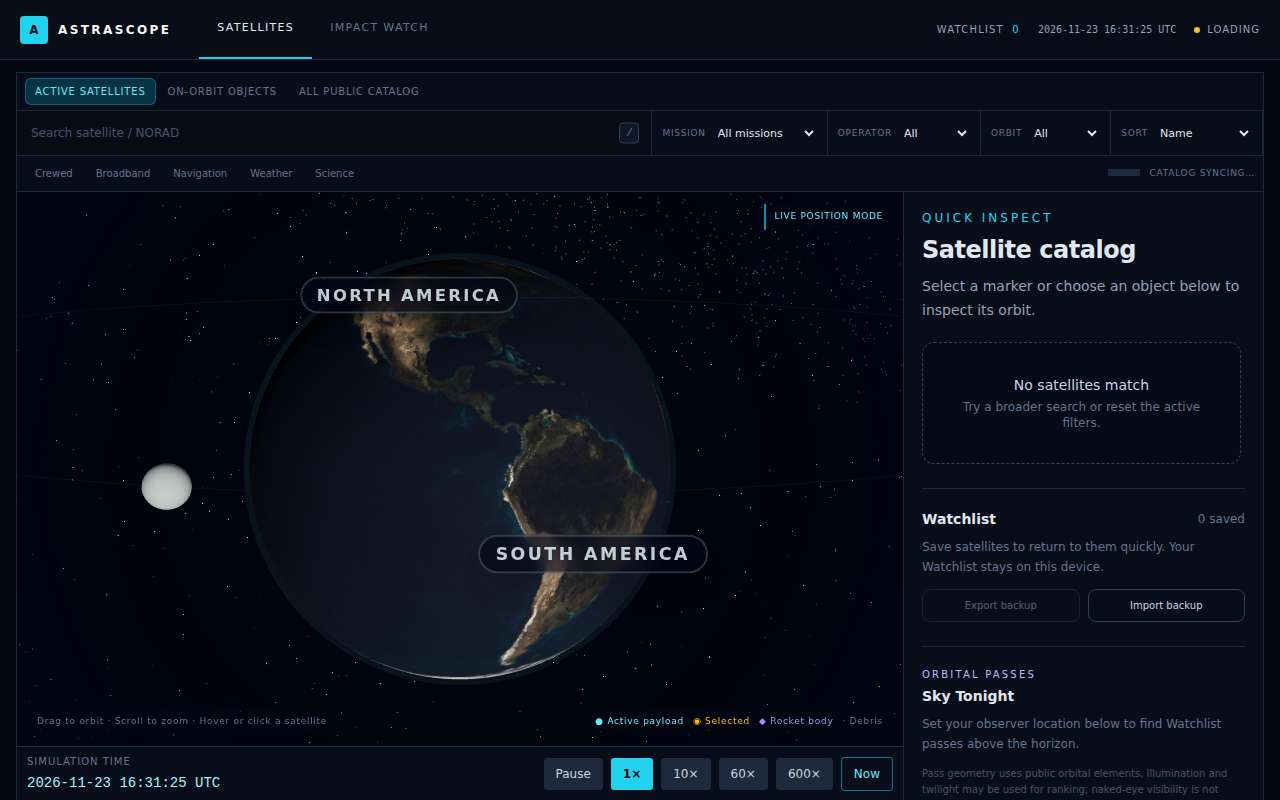 A ASTRASCOPE SATELLITES IMPACT WATCH WATCHLIST 0 2026-11-23 16:31:25 UTC LOADING
ACTIVE SATELLITES ON-ORBIT OBJECTS ALL PUBLIC CATALOG
Search satellite / NORAD / MISSION All missions OPERATOR All ORBIT All SORT Name
Crewed Broadband Navigation Weather Science CATALOG SYNCING…
LIVE POSITION MODE
NORTH AMERICA
SOUTH AMERICA
Drag to orbit · Scroll to zoom · Hover or click a satellite
● Active payload ◉ Selected ◆ Rocket body · Debris
SIMULATION TIME
2026-11-23 16:31:25 UTC
Pause 1× 10× 60× 600× Now
QUICK INSPECT
Satellite catalog
Select a marker or choose an object below to
inspect its orbit.
No satellites match
Try a broader search or reset the active
filters.
Watchlist 0 saved
Save satellites to return to them quickly. Your
Watchlist stays on this device.
Export backup Import backup
ORBITAL PASSES
Sky Tonight
Set your observer location below to find Watchlist
passes above the horizon.
Pass geometry uses public orbital elements. Illumination and
twilight may be used for ranking; naked-eye visibility is not